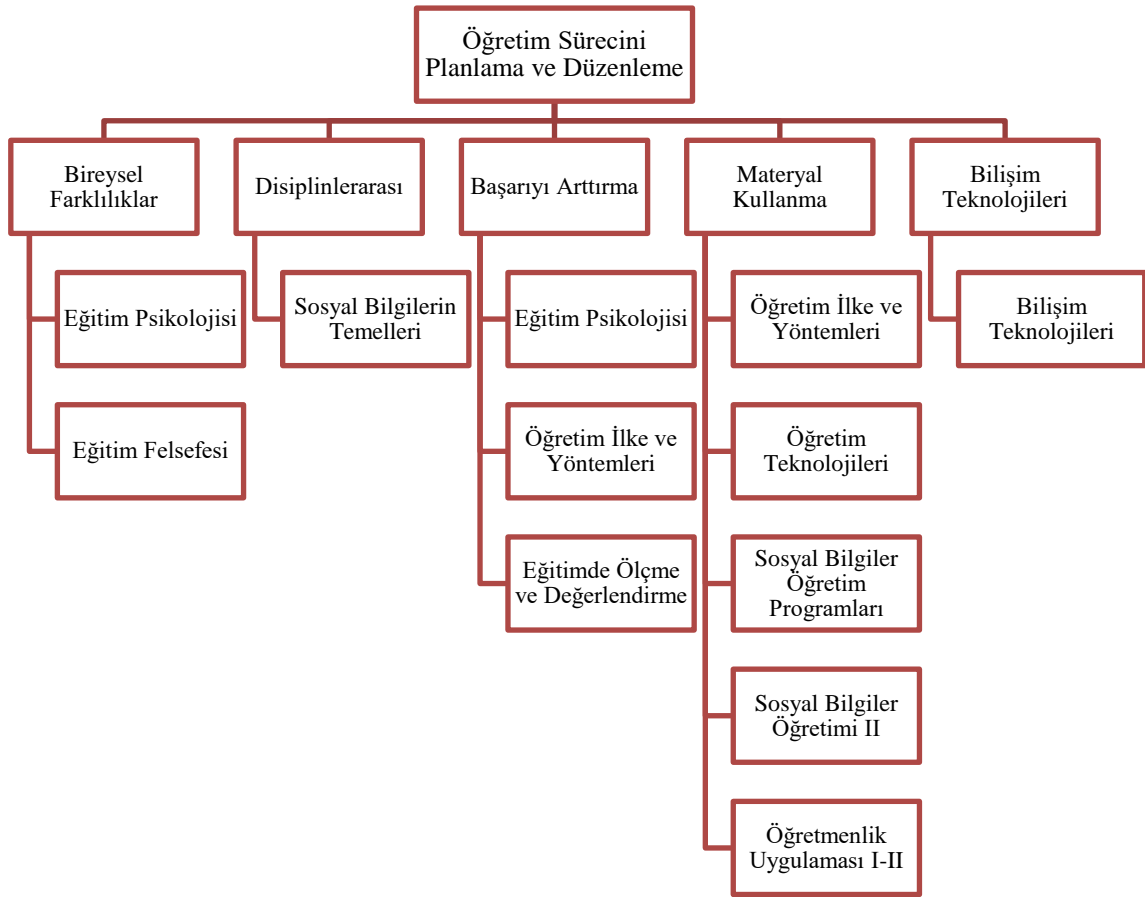 Öğretim Sürecini
Planlama ve Düzenleme
Bireysel
Farklılıklar
Disiplinlerarası
Başarıyı Arttırma
Materyal
Kullanma
Bilişim
Teknolojileri
Eğitim Psikolojisi
Eğitim Felsefesi
Sosyal Bilgilerin
Temelleri
Eğitim Psikolojisi
Öğretim İlke ve
Yöntemleri
Eğitimde Ölçme
ve Değerlendirme
Öğretim İlke ve
Yöntemleri
Öğretim
Teknolojileri
Sosyal Bilgiler
Öğretim
Programları
Sosyal Bilgiler
Öğretimi II
Öğretmenlik
Uygulaması I-II
Bilişim
Teknolojileri